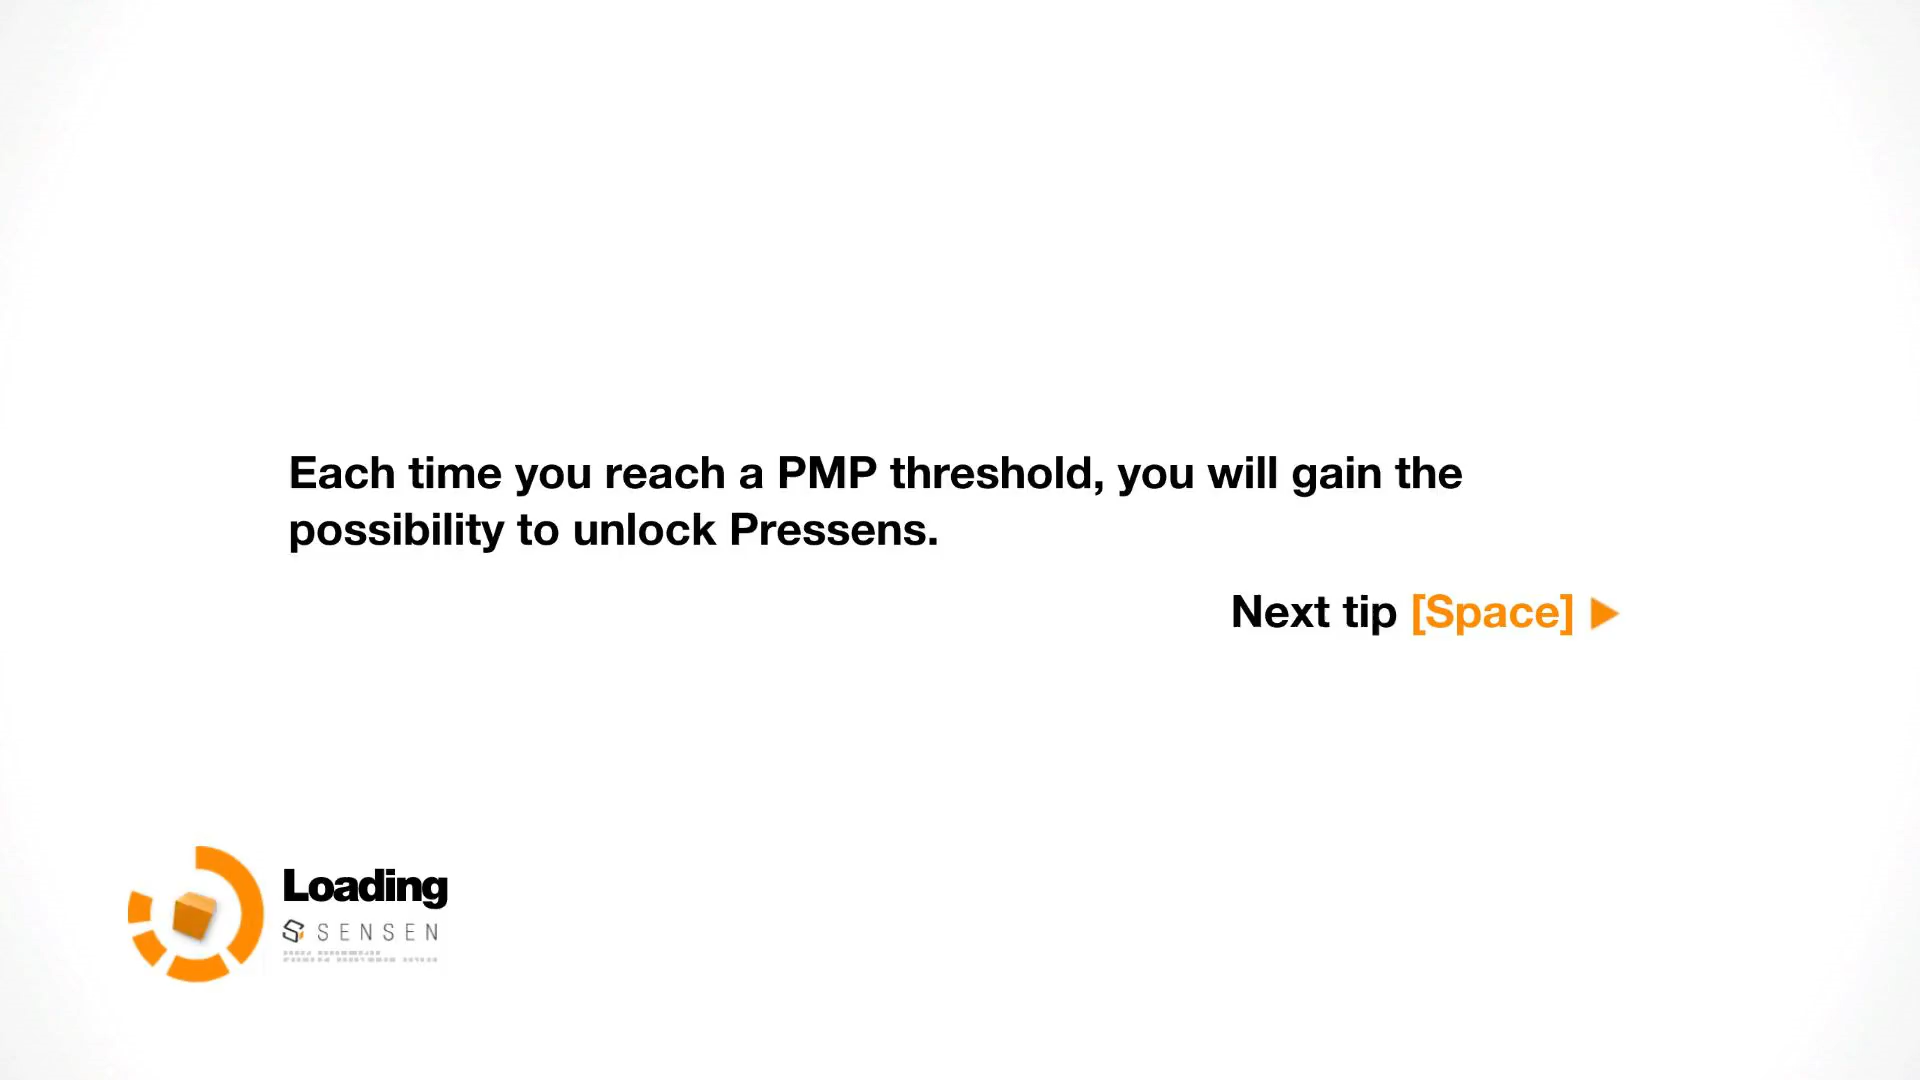 Each time you reach a PMP threshold, you will gain the
possibility to unlock Pressens.
Next tip [Space]
Loading
SENSEN